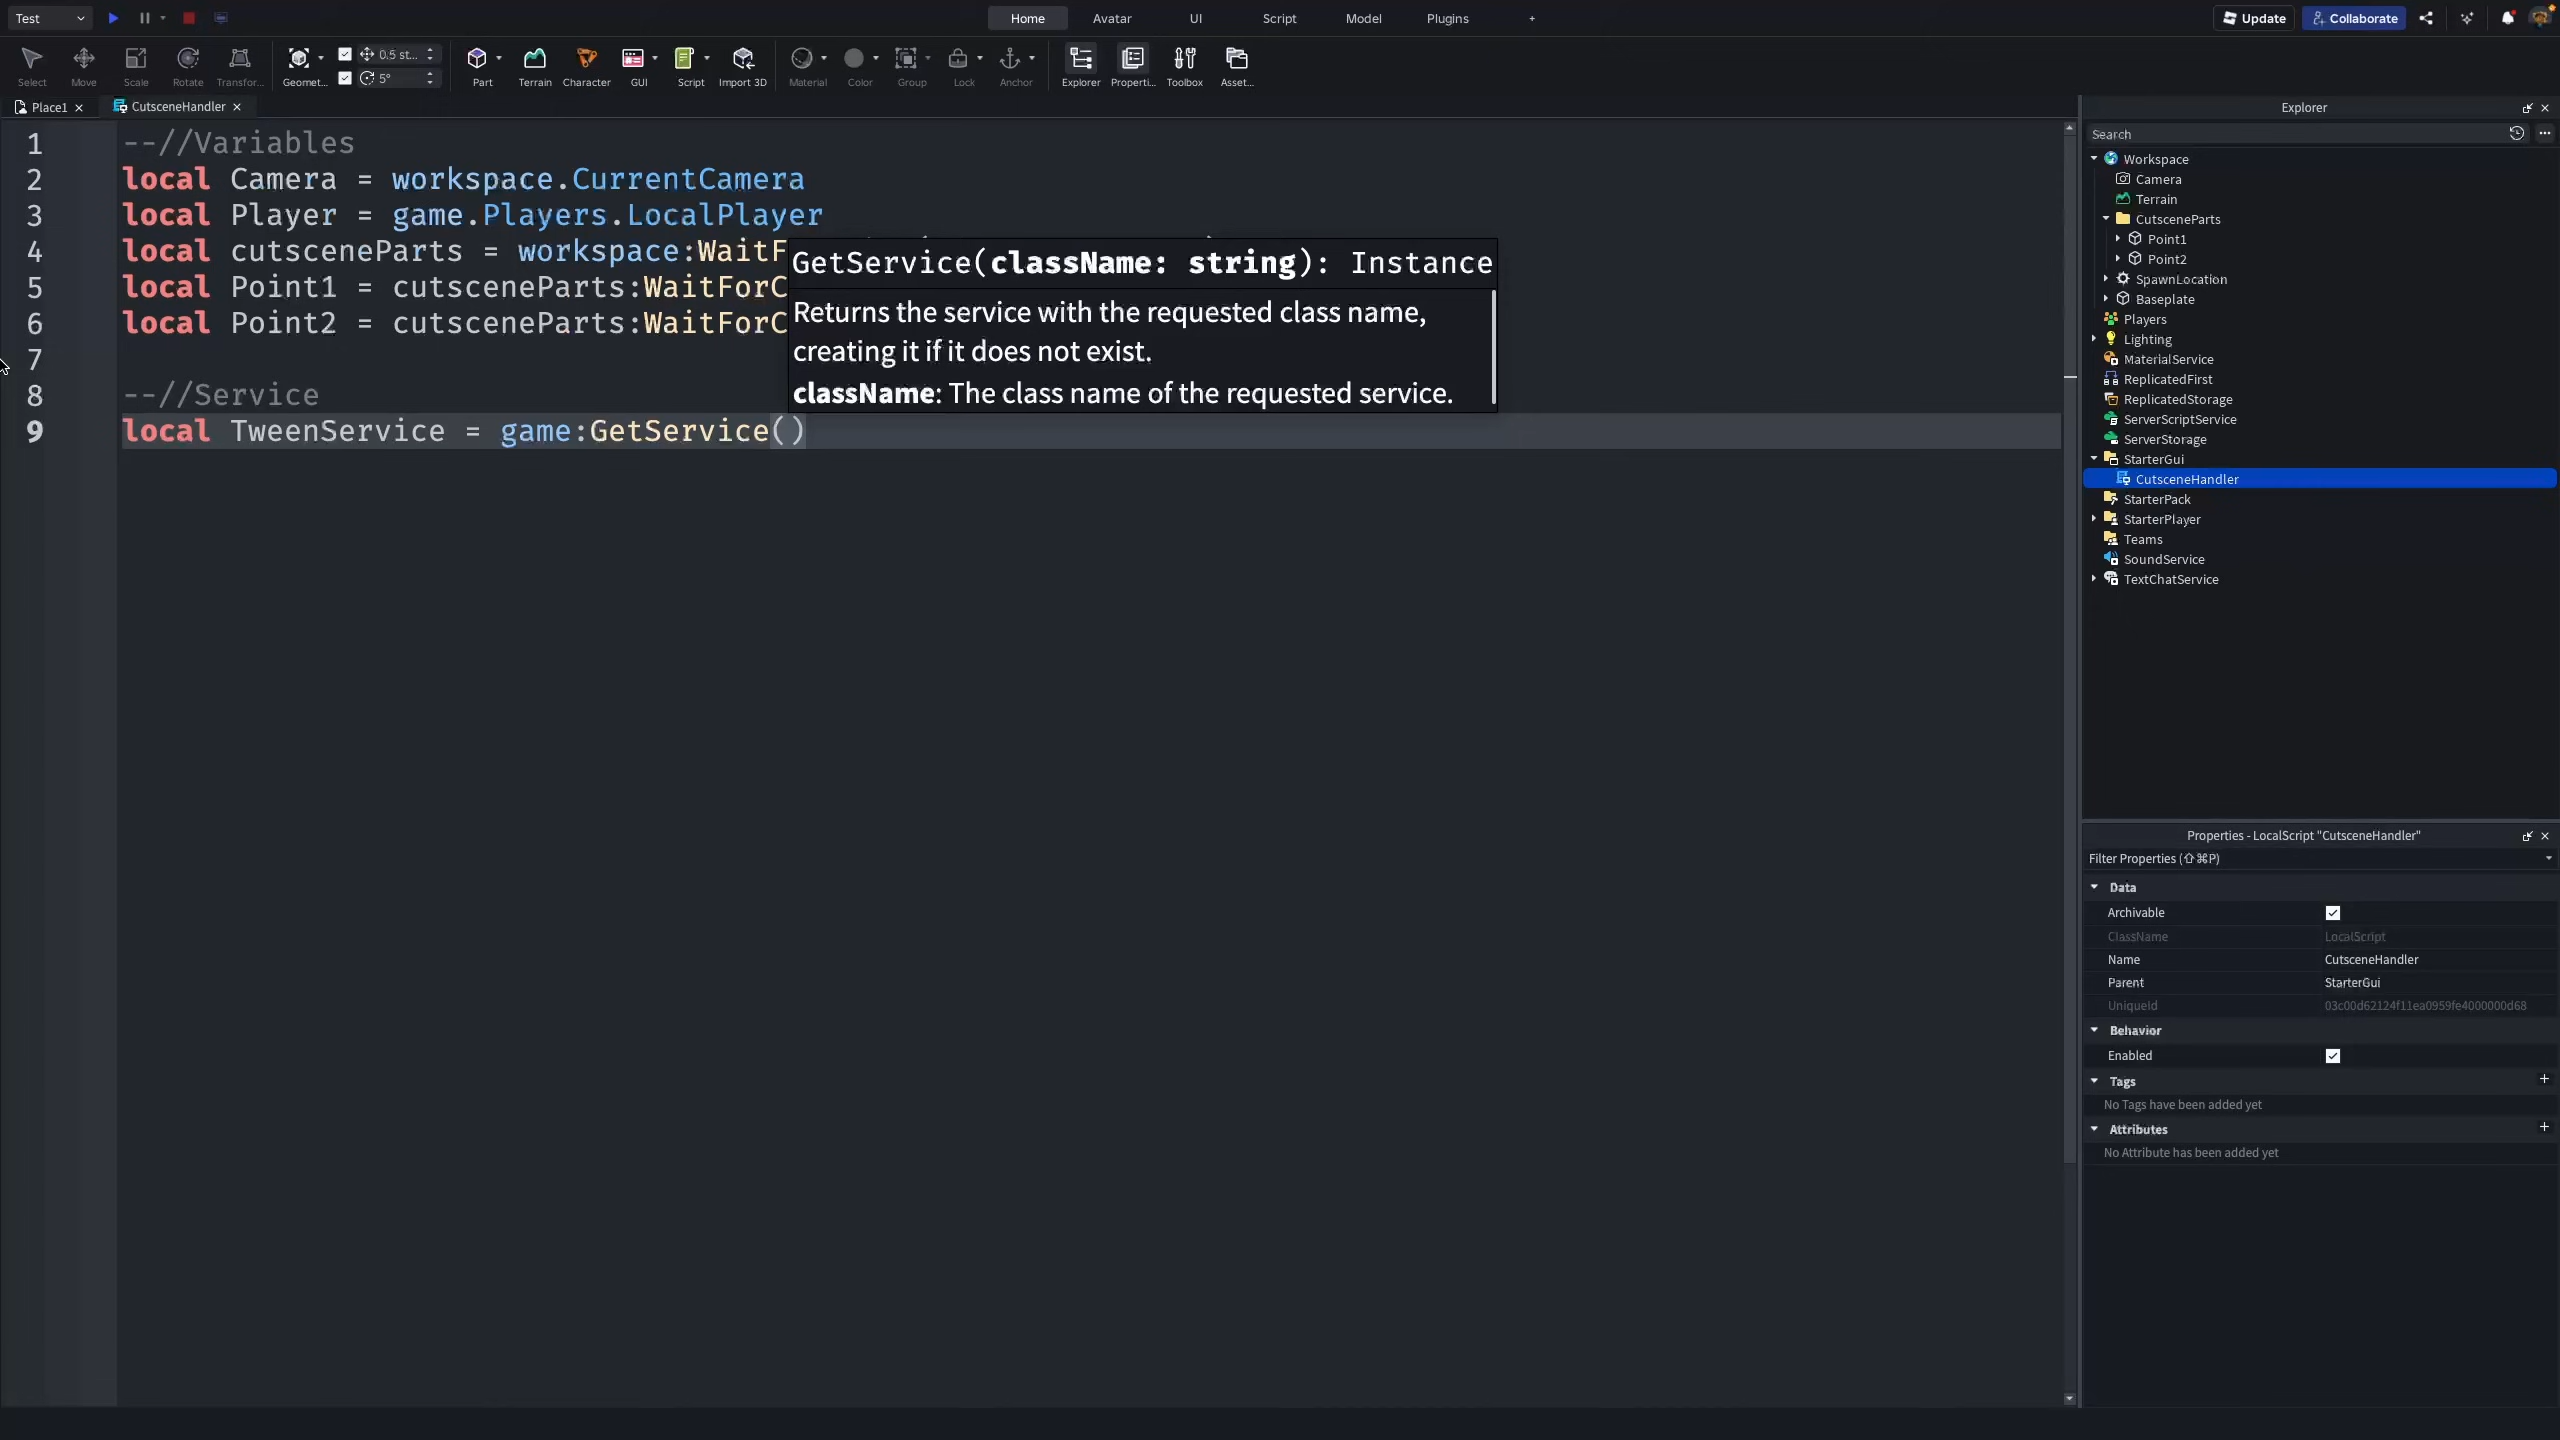 Test
Home
Avatar
UI
Script
Model
Plugins
+
Update
Collaborate
Select
Move
Scale
Rotate
Transfor...
Geomet...
0.5 st...
5°
Part
Terrain
Character
GUI
Script
Import 3D
Material
Color
Group
Lock
Anchor
Explorer
Properti...
Toolbox
Asset...
Place1
CutsceneHandler
1 --//Variables
2 local Camera = workspace.CurrentCamera
3 local Player = game.Players.LocalPlayer
4 local cutsceneParts = workspace:WaitF
5 local Point1 = cutsceneParts:WaitForC
6 local Point2 = cutsceneParts:WaitForC
7
8 --//Service
9 local TweenService = game:GetService()
GetService(className: string): Instance
Returns the service with the requested class name,
creating it if it does not exist.
className: The class name of the requested service.
Explorer
Search
Workspace
Camera
Terrain
CutsceneParts
Point1
Point2
SpawnLocation
Baseplate
Players
Lighting
MaterialService
ReplicatedFirst
ReplicatedStorage
ServerScriptService
ServerStorage
StarterGui
CutsceneHandler
StarterPack
StarterPlayer
Teams
SoundService
TextChatService
Properties - LocalScript "CutsceneHandler"
Filter Properties (⇧⌘P)
Data
Archivable
ClassName LocalScript
Name CutsceneHandler
Parent StarterGui
UniqueId 03c00d62124f11ea0959fe4000000d68
Behavior
Enabled
Tags +
No Tags have been added yet
Attributes +
No Attribute has been added yet